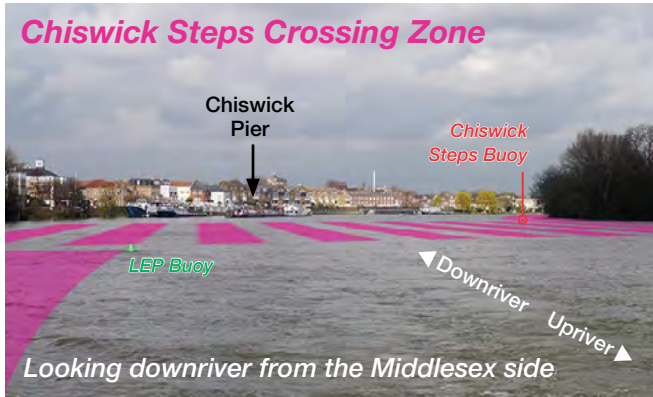 Chiswick Steps Crossing Zone
Chiswick
Pier
Chiswick
Steps Buoy
LEP Buoy
Downriver
Upriver
Looking downriver from the Middlesex side